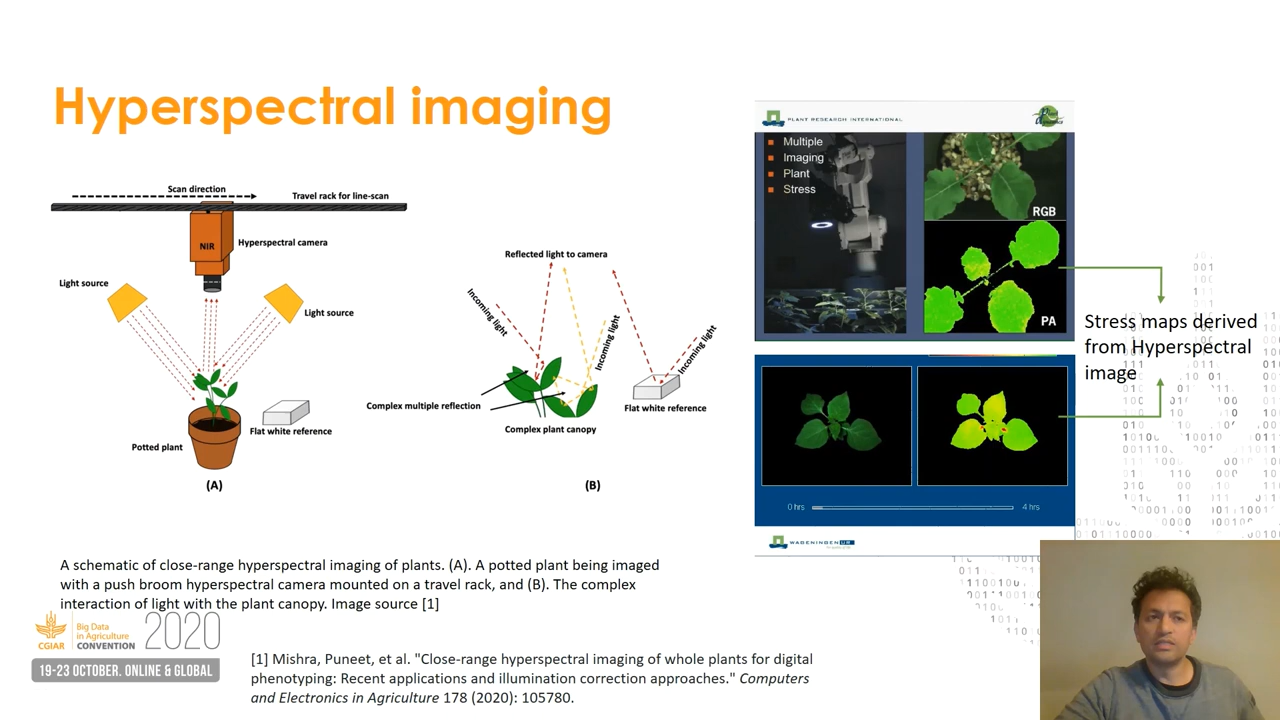 Hyperspectral imaging
Scan direction
Travel rack for line-scan
NIR
Hyperspectral camera
Light source
Light source
Flat white reference
Potted plant
(A)
Reflected light to camera
Incoming light
Incoming light
Incoming light
Complex multiple reflection
Flat white reference
Complex plant canopy
(B)
PLANT RESEARCH INTERNATIONAL
Multiple
Imaging
Plant
Stress
RGB
PA
Stress maps derived
from Hyperspectral
image
0 hrs
4 hrs
WAGENINGEN UR
A schematic of close-range hyperspectral imaging of plants. (A). A potted plant being imaged
with a push broom hyperspectral camera mounted on a travel rack, and (B). The complex
interaction of light with the plant canopy. Image source [1]
CGIAR
Big Data
in Agriculture
CONVENTION
2020
19-23 OCTOBER. ONLINE & GLOBAL
[1] Mishra, Puneet, et al. "Close-range hyperspectral imaging of whole plants for digital
phenotyping: Recent applications and illumination correction approaches." Computers
and Electronics in Agriculture 178 (2020): 105780.